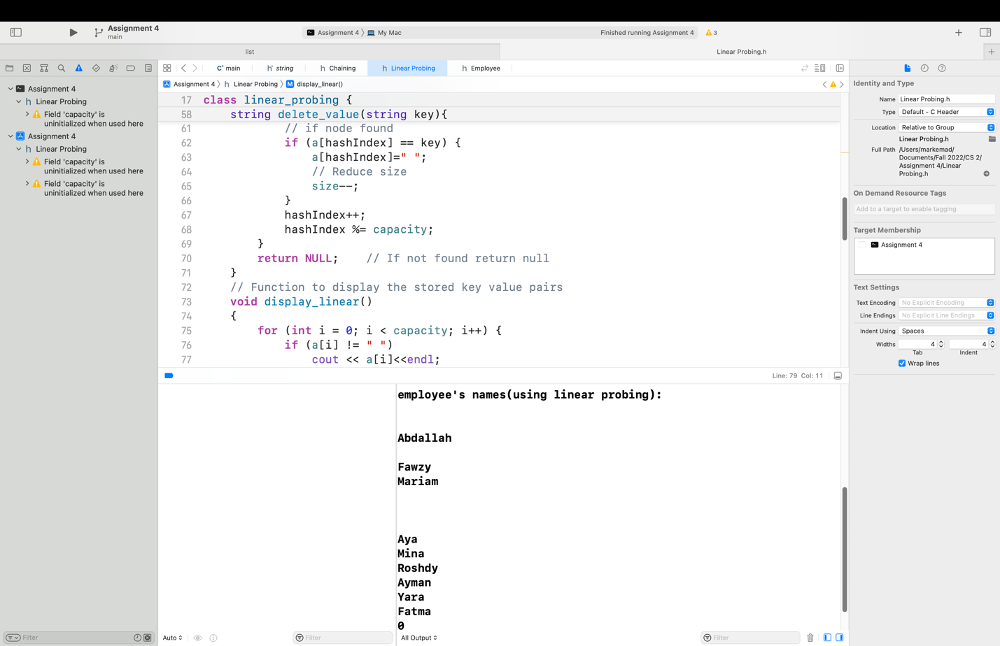 Assignment 4
main
Assignment 4 〉 My Mac
Finished running Assignment 4
3
list
Linear Probing.h
main
string
h Chaining
h Linear Probing
h Employee
Assignment 4 〉 h Linear Probing 〉 M display_linear()
Assignment 4
h Linear Probing
Field 'capacity' is
uninitialized when used here
Assignment 4
h Linear Probing
Field 'capacity' is
uninitialized when used here
Field 'capacity' is
uninitialized when used here
Filter
17 class linear_probing {
58 string delete_value(string key){
61 // if node found
62 if (a[hashIndex] == key) {
63 a[hashIndex]=" ";
64 // Reduce size
65 size--;
66 }
67 hashIndex++;
68 hashIndex %= capacity;
69 }
70 return NULL; // If not found return null
71 }
72 // Function to display the stored key value pairs
73 void display_linear()
74 {
75 for (int i = 0; i < capacity; i++) {
76 if (a[i] != " ")
77 cout << a[i]<<endl;
Line: 79 Col: 11
employee's names(using linear probing):
Abdallah
Fawzy
Mariam
Aya
Mina
Roshdy
Ayman
Yara
Fatma
0
Auto
Filter
All Output
Filter
Identity and Type
Name Linear Probing.h
Type Default - C Header
Location Relative to Group
Linear Probing.h
Full Path /Users/markemad/
Documents/Fall 2022/CS 2/
Assignment 4/Linear
Probing.h
On Demand Resource Tags
Add to a target to enable tagging
Target Membership
Assignment 4
Text Settings
Text Encoding No Explicit Encoding
Line Endings No Explicit Line Endings
Indent Using Spaces
Widths 4 4
Tab Indent
Wrap lines